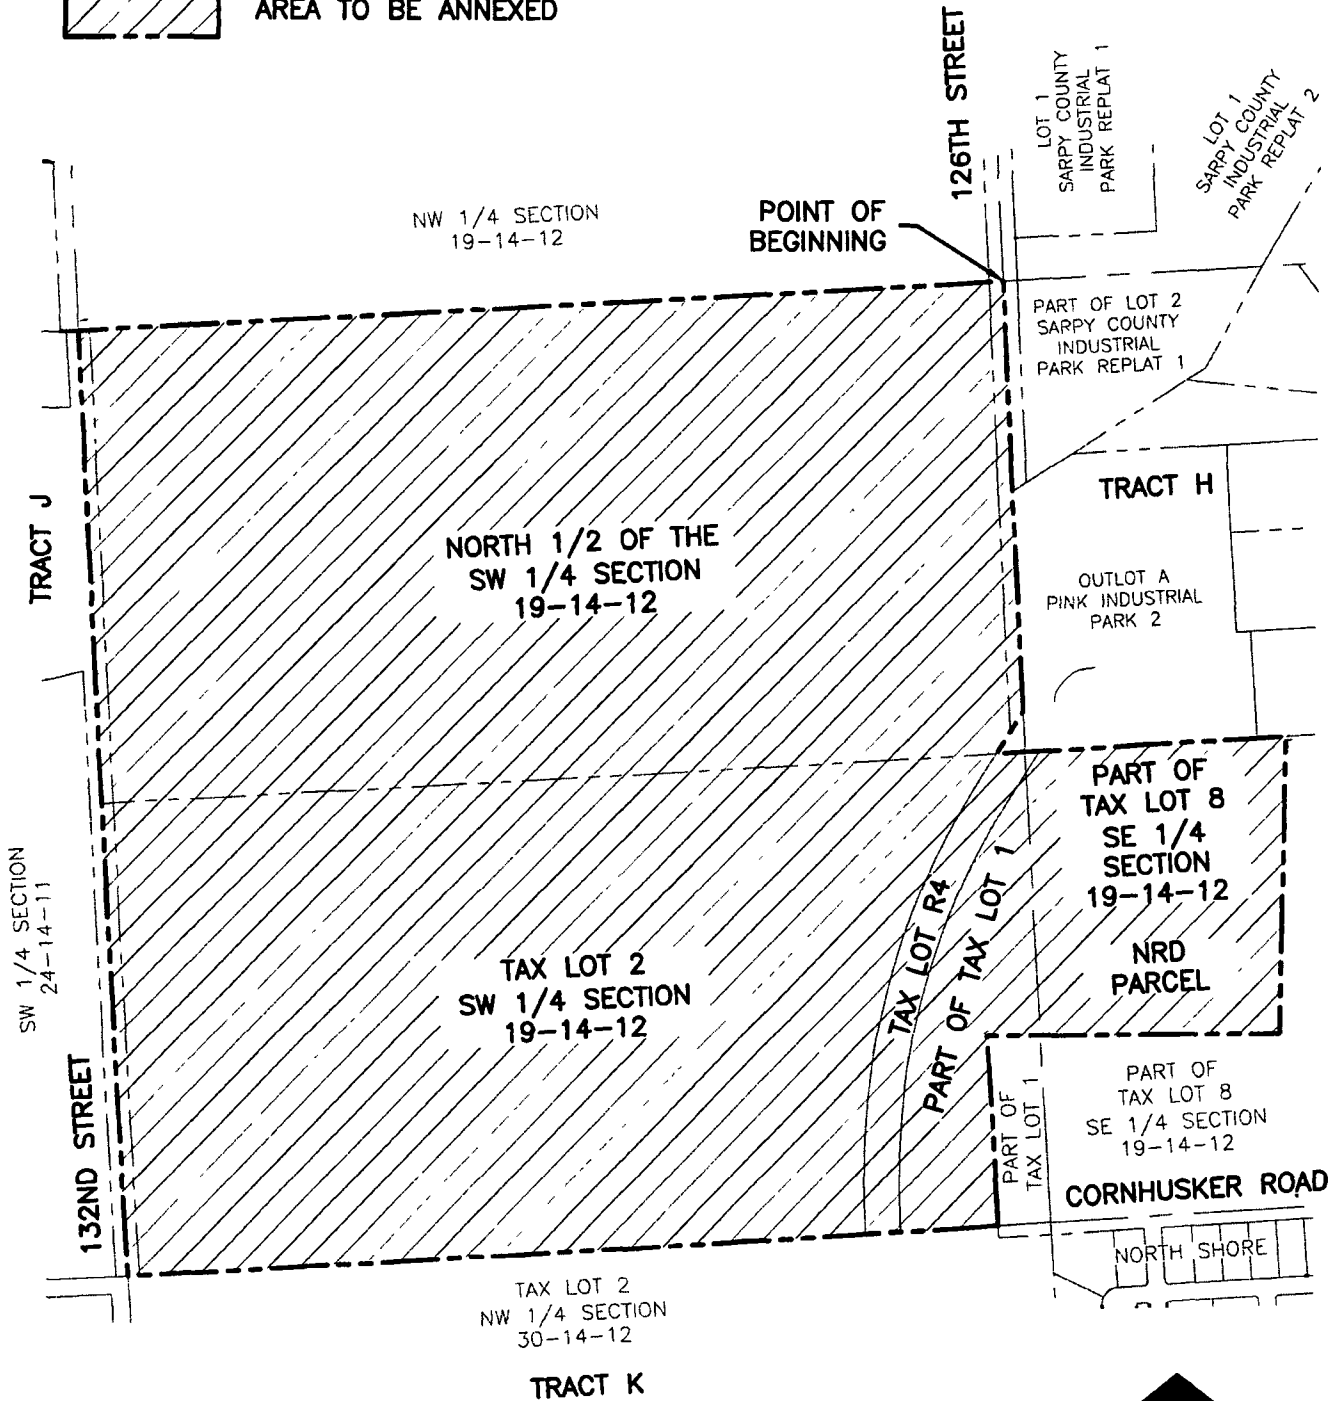 AREA TO BE ANNEXED
126TH STREET
LOT 1
SARPY COUNTY
INDUSTRIAL
PARK REPLAT 1
LOT 1
SARPY COUNTY
INDUSTRIAL
PARK REPLAT 2
NW 1/4 SECTION
19-14-12
POINT OF
BEGINNING
PART OF LOT 2
SARPY COUNTY
INDUSTRIAL
PARK REPLAT 1
TRACT J
NORTH 1/2 OF THE
SW 1/4 SECTION
19-14-12
TRACT H
OUTLOT A
PINK INDUSTRIAL
PARK 2
PART OF
TAX LOT 8
SE 1/4
SECTION
19-14-12
NRD
PARCEL
SW 1/4 SECTION
24-14-11
TAX LOT 2
SW 1/4 SECTION
19-14-12
TAX LOT R4
PART OF TAX LOT 1
132ND STREET
PART OF
TAX LOT 1
PART OF
TAX LOT 8
SE 1/4 SECTION
19-14-12
CORNHUSKER ROAD
NORTH SHORE
TAX LOT 2
NW 1/4 SECTION
30-14-12
TRACT K